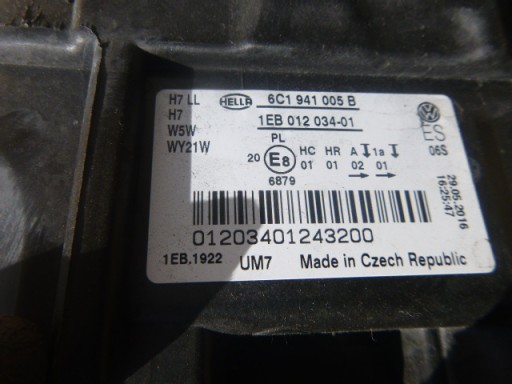 H7 LL
H7
W5W
WY21W
HELLA
6C1 941 005 B
1EB 012 034-01
PL
20 E8 HC HR A 1a
01 01 02 01
6879
ES
06S
29.05.2016
16:25:47
01203401243200
1EB.1922 UM7 Made in Czech Republic